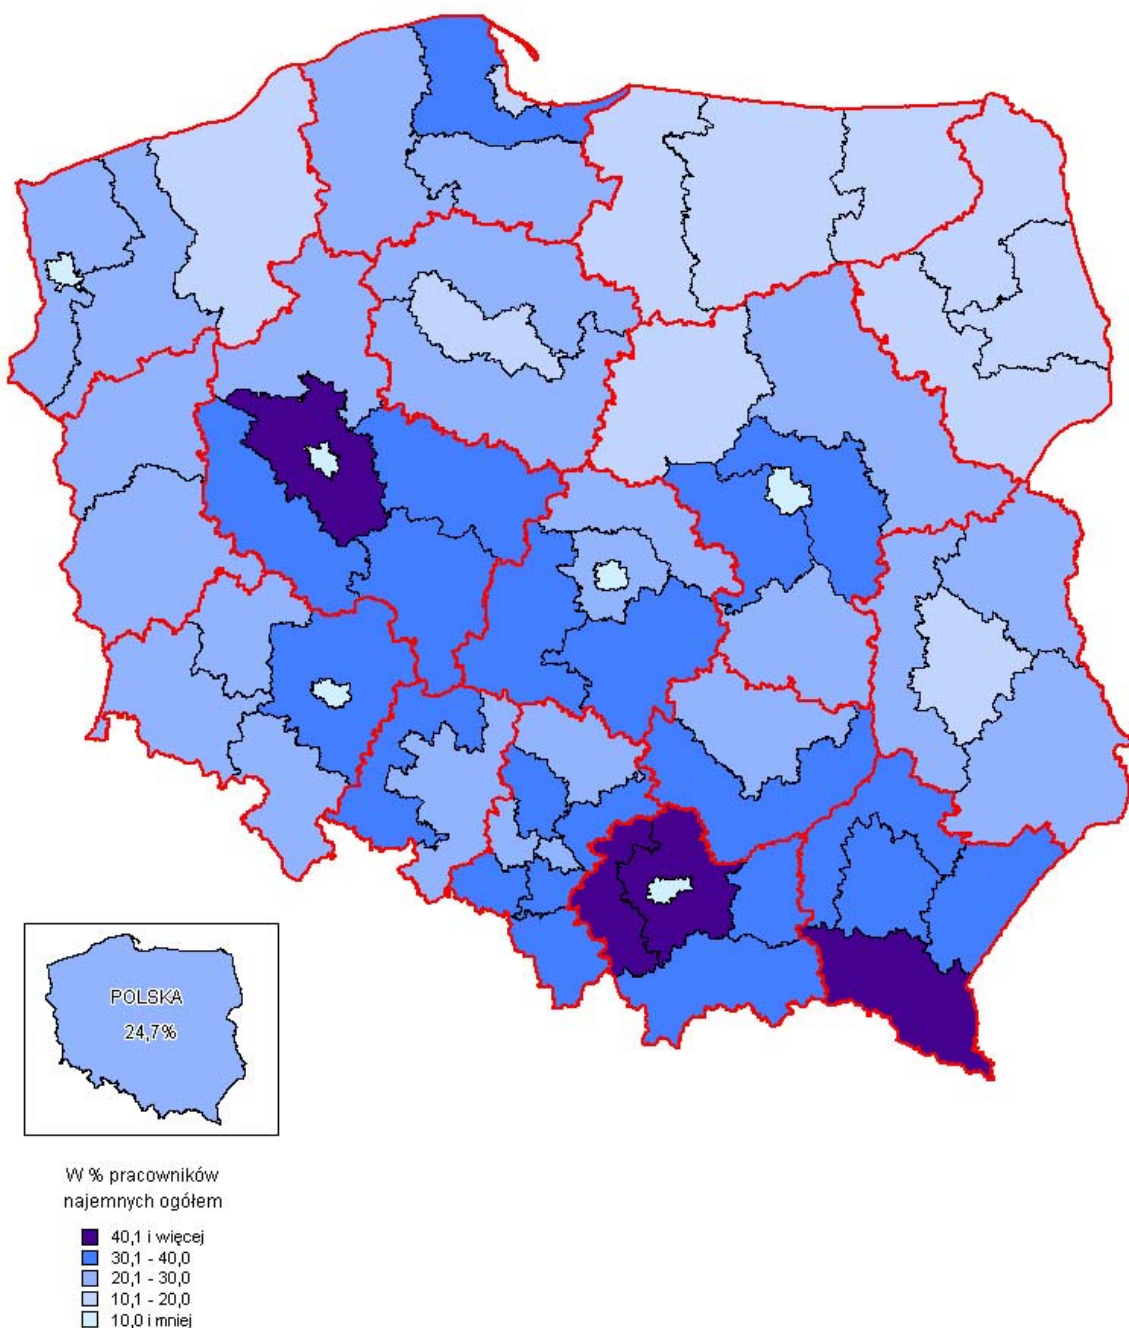 POLSKA
24,7%
W % pracowników
najemnych ogółem
40,1 i więcej
30,1 - 40,0
20,1 - 30,0
10,1 - 20,0
10,0 i mniej